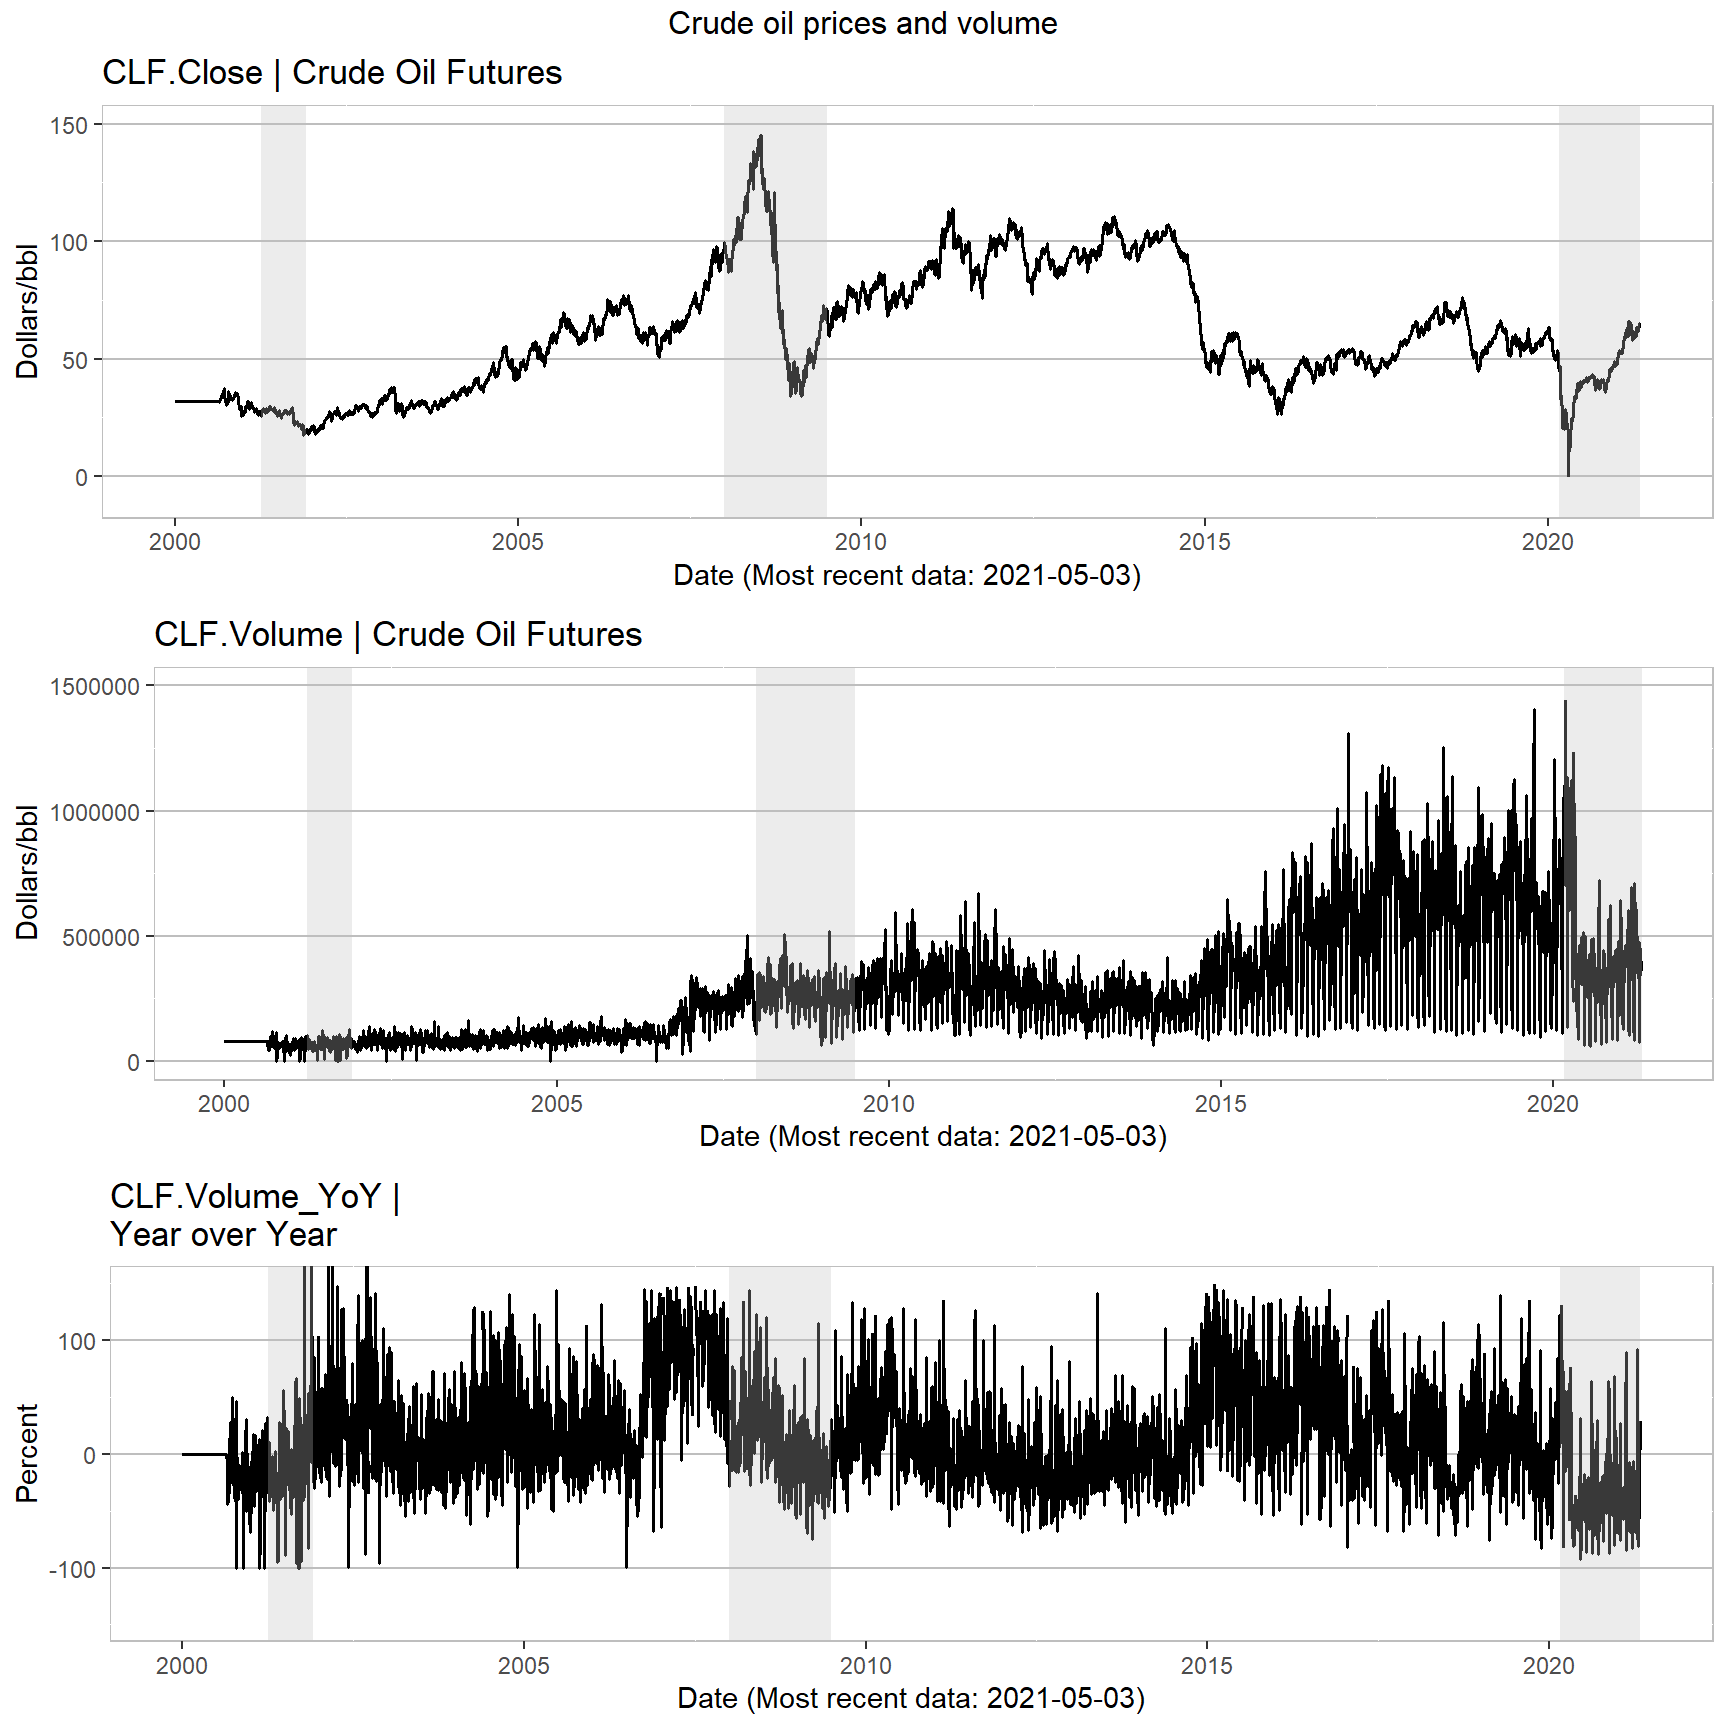 Crude oil prices and volume
CLF.Close | Crude Oil Futures
150
100
50
0
Dollars/bbl
2000 2005 2010 2015 2020
Date (Most recent data: 2021-05-03)
CLF.Volume | Crude Oil Futures
1500000
1000000
500000
0
Dollars/bbl
2000 2005 2010 2015 2020
Date (Most recent data: 2021-05-03)
CLF.Volume_YoY |
Year over Year
100
0
-100
Percent
2000 2005 2010 2015 2020
Date (Most recent data: 2021-05-03)